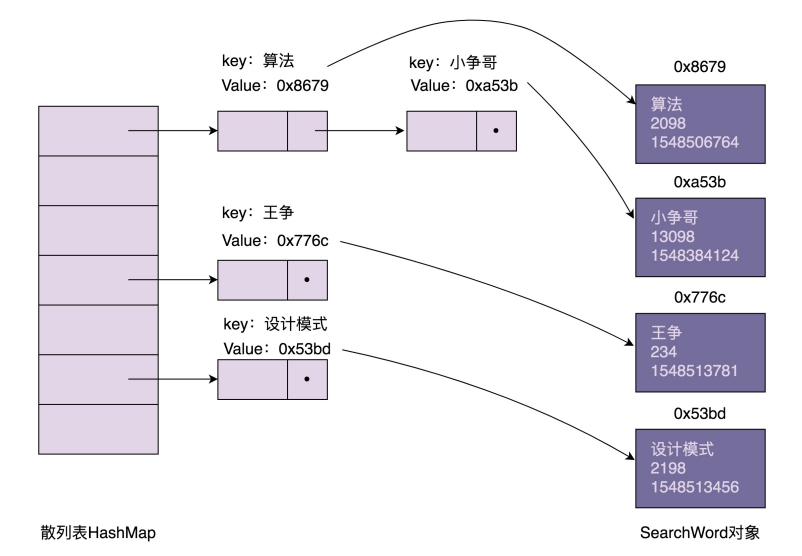 key：算法
Value：0x8679
key：小争哥
Value：0xa53b
0x8679
算法
2098
1548506764
0xa53b
小争哥
13098
1548384124
key：王争
Value：0x776c
0x776c
王争
234
1548513781
key：设计模式
Value：0x53bd
0x53bd
设计模式
2198
1548513456
散列表HashMap
SearchWord对象